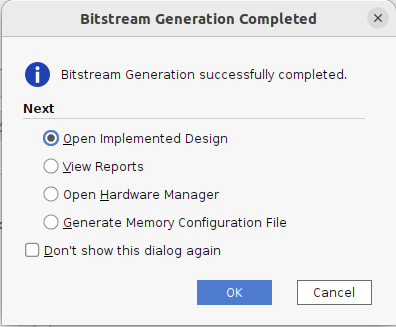 Bitstream Generation Completed
Bitstream Generation successfully completed.
Next
Open Implemented Design
View Reports
Open Hardware Manager
Generate Memory Configuration File
Don't show this dialog again
OK
Cancel